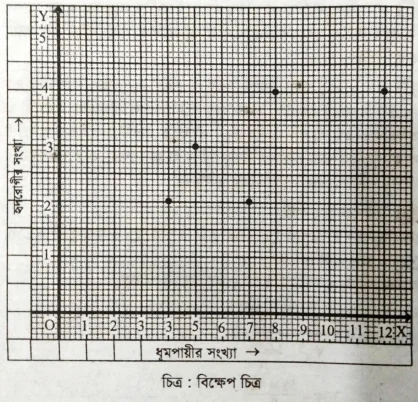 Y
5
4
3
2
1
হৃদরোগীর সংখ্যা →
O 1 2 3 4 5 6 7 8 9 10 11 12 X
ধূমপায়ীর সংখ্যা →
চিত্র : বিক্ষেপ চিত্র